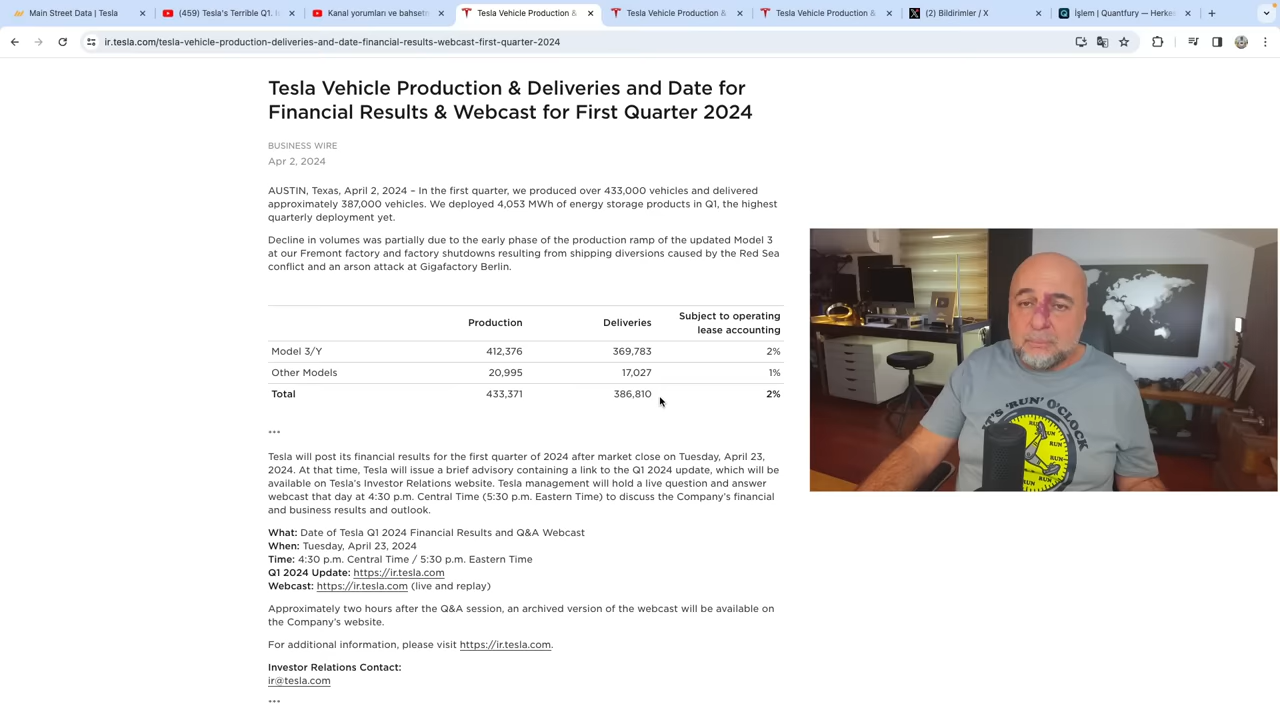 Main Street Data | Tesla
(459) Tesla's Terrible Q1.
Kanal yorumları ve bahsetm
Tesla Vehicle Production &
Tesla Vehicle Production &
Tesla Vehicle Production &
(2) Bildirimler / X
İşlem | Quantfury — Herke
ir.tesla.com/tesla-vehicle-production-deliveries-and-date-financial-results-webcast-first-quarter-2024
Tesla Vehicle Production & Deliveries and Date for
Financial Results & Webcast for First Quarter 2024
BUSINESS WIRE
Apr 2, 2024
AUSTIN, Texas, April 2, 2024 – In the first quarter, we produced over 433,000 vehicles and delivered
approximately 387,000 vehicles. We deployed 4,053 MWh of energy storage products in Q1, the highest
quarterly deployment yet.
Decline in volumes was partially due to the early phase of the production ramp of the updated Model 3
at our Fremont factory and factory shutdowns resulting from shipping diversions caused by the Red Sea
conflict and an arson attack at Gigafactory Berlin.
Production Deliveries Subject to operating
lease accounting
Model 3/Y 412,376 369,783 2%
Other Models 20,995 17,027 1%
Total 433,371 386,810 2%
***
Tesla will post its financial results for the first quarter of 2024 after market close on Tuesday, April 23,
2024. At that time, Tesla will issue a brief advisory containing a link to the Q1 2024 update, which will be
available on Tesla's Investor Relations website. Tesla management will hold a live question and answer
webcast that day at 4:30 p.m. Central Time (5:30 p.m. Eastern Time) to discuss the Company's financial
and business results and outlook.
What: Date of Tesla Q1 2024 Financial Results and Q&A Webcast
When: Tuesday, April 23, 2024
Time: 4:30 p.m. Central Time / 5:30 p.m. Eastern Time
Q1 2024 Update: https://ir.tesla.com
Webcast: https://ir.tesla.com (live and replay)
Approximately two hours after the Q&A session, an archived version of the webcast will be available on
the Company's website.
For additional information, please visit https://ir.tesla.com.
Investor Relations Contact:
ir@tesla.com
***
'RUN' O'CLOCK
RUN
RUN
RUN
RUN
RUN
RUN